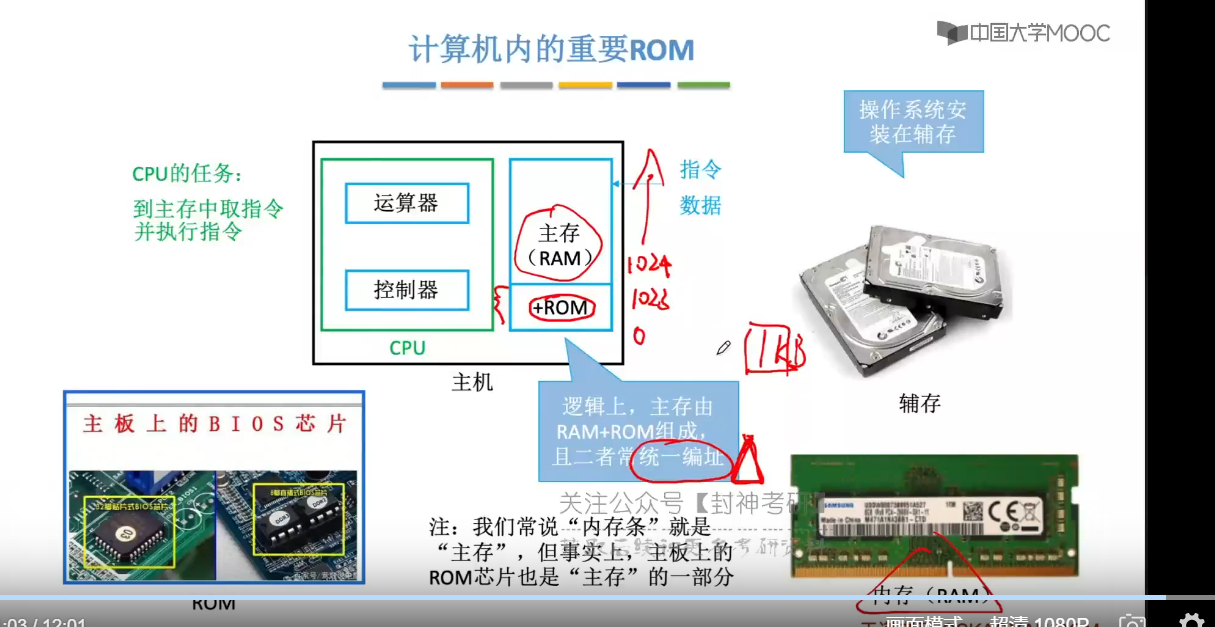 中国大学MOOC
计算机内的重要ROM
操作系统安
装在辅存
CPU的任务：
到主存中取指令
并执行指令
运算器
控制器
CPU
主存
（RAM）
+ROM
主机
指令
数据
1024
1023
0
1KB
辅存
逻辑上，主存由
RAM+ROM组成，
且二者常统一编址
主板上的BIOS芯片
ROM
关注公众号【封神考研
注：我们常说“内存条”就是
“主存”，但事实上，主板上的
ROM芯片也是“主存”的一部分
SAMSUNG
内存（RAM）
:03 / 12:01
画面模式
超清 1080P